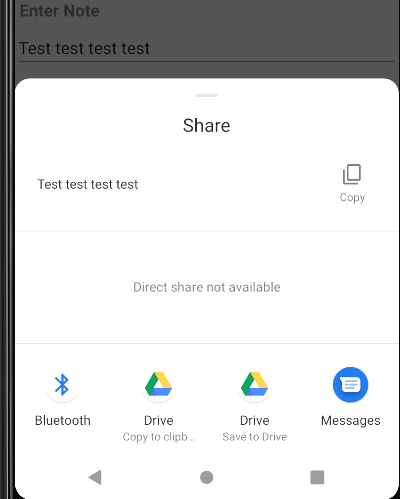 Enter Note
Test test test test
Share
Test test test test
Copy
Direct share not available
Bluetooth
Drive
Copy to clipb...
Drive
Save to Drive
Messages